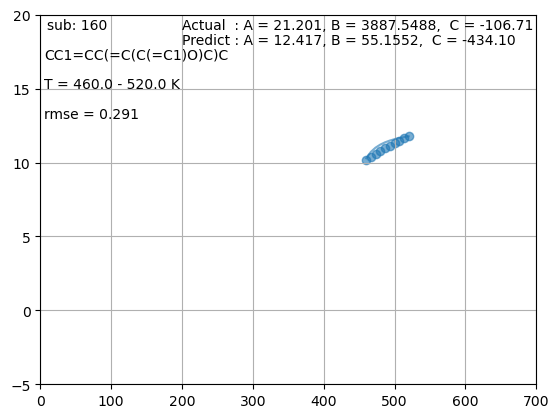 sub: 160
Actual : A = 21.201, B = 3887.5488, C = -106.71
Predict : A = 12.417, B = 55.1552, C = -434.10
CC1=CC(=C(C(=C1)O)C)C
T = 460.0 - 520.0 K
rmse = 0.291
20
15
10
5
0
-5
0 100 200 300 400 500 600 700